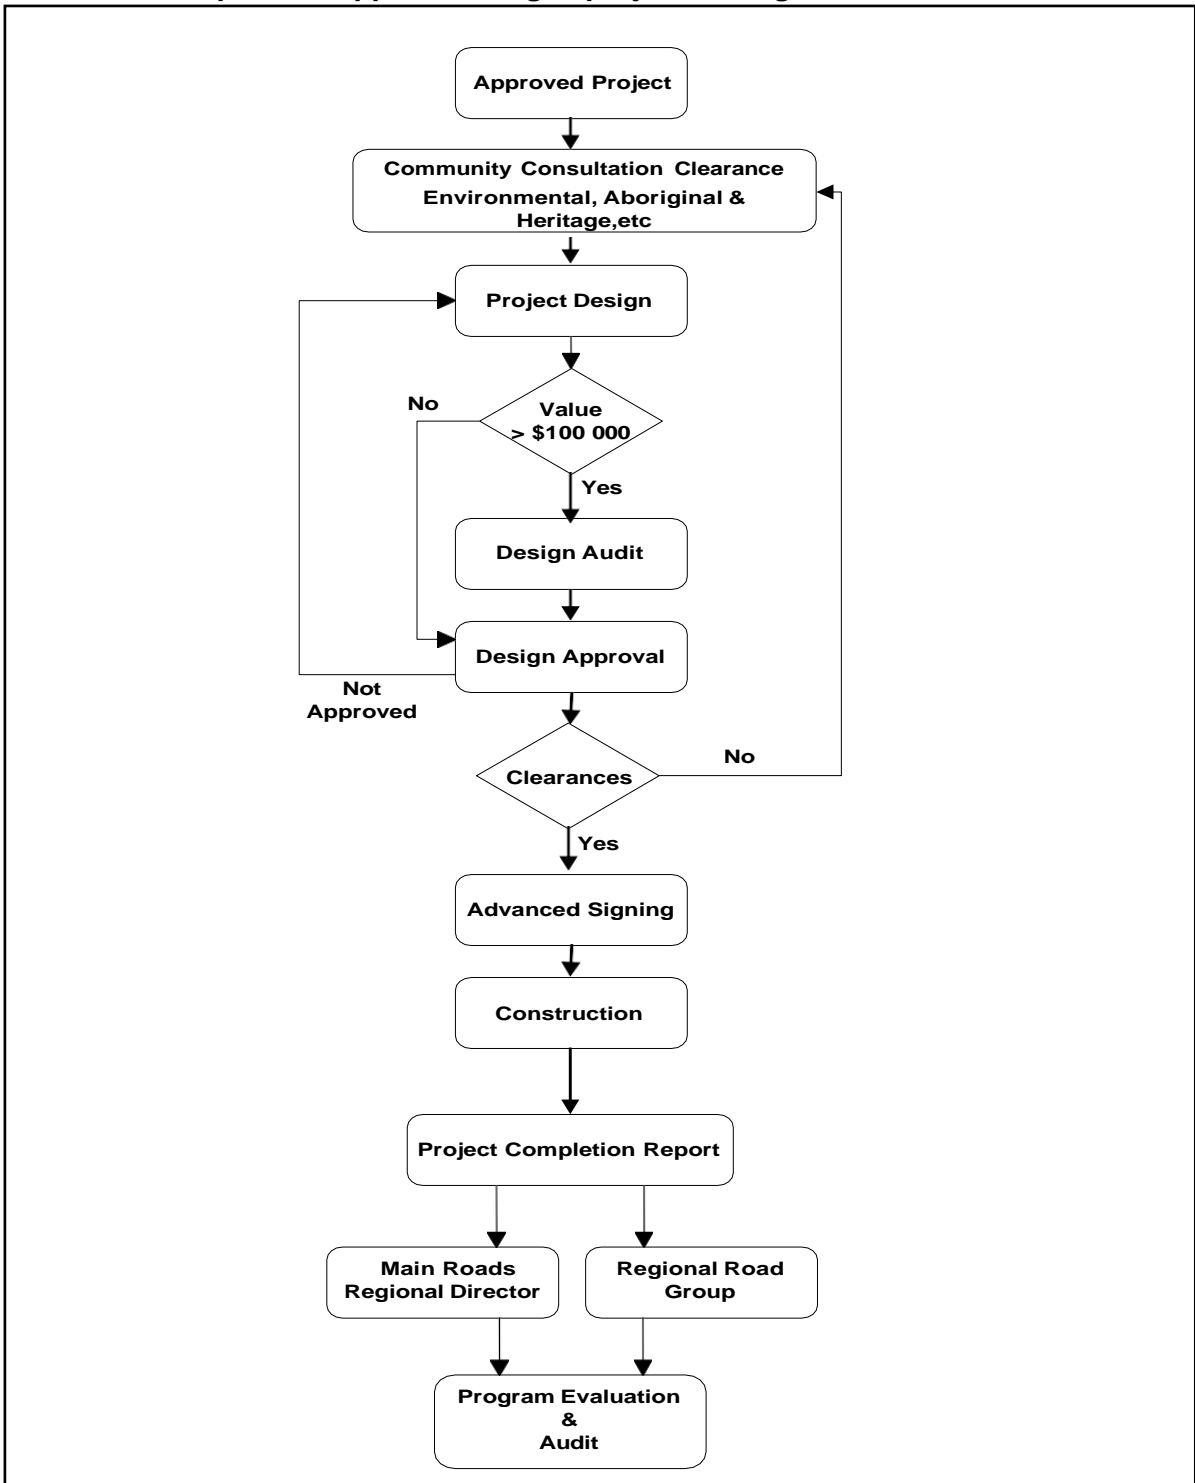 Approved Project
Community Consultation Clearance
Environmental, Aboriginal &
Heritage,etc
Project Design
No
Value
> $100 000
Yes
Design Audit
Design Approval
Not
Approved
No
Clearances
Yes
Advanced Signing
Construction
Project Completion Report
Main Roads
Regional Director
Regional Road
Group
Program Evaluation
&
Audit